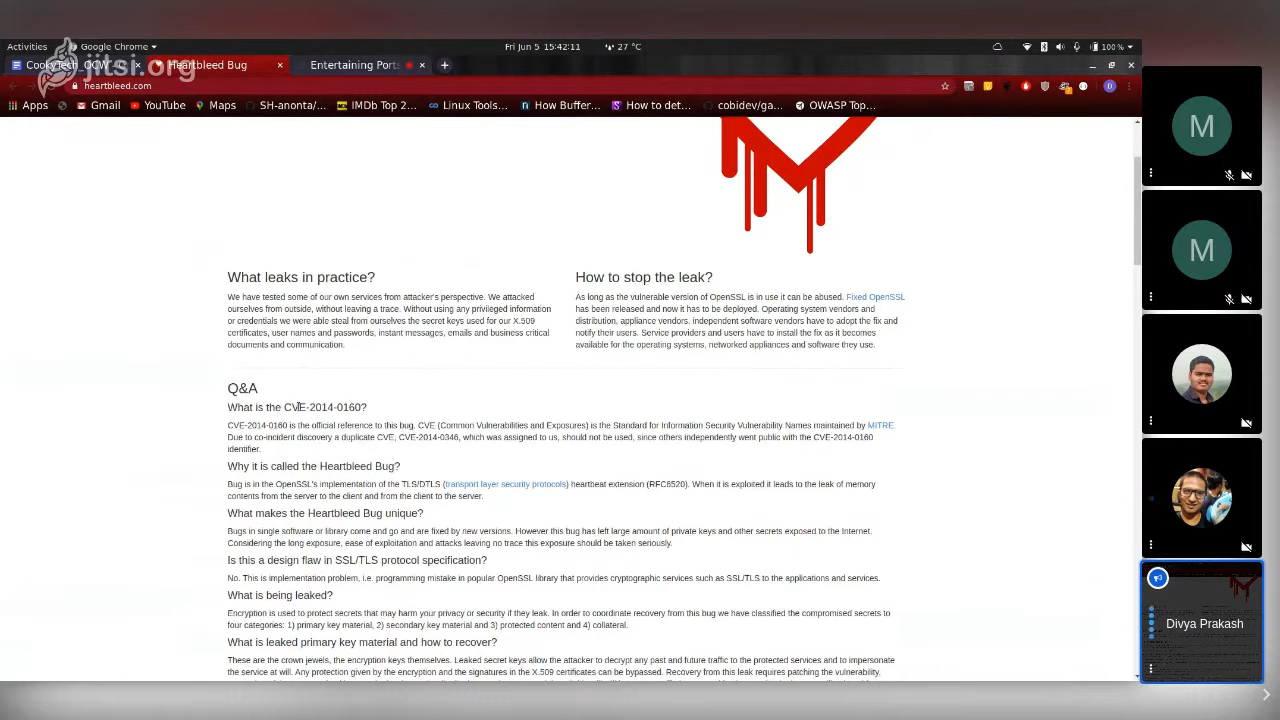 Activities
Google Chrome
Fri Jun 5 15:42:11
27 °C
100%
jitsi.org
Heartbleed Bug
Entertaining Ports
heartbleed.com
Apps
Gmail
YouTube
Maps
SH-anonta/...
IMDb Top 2...
Linux Tools...
How Buffer...
How to det...
cobidev/ga...
OWASP Top...
What leaks in practice?
We have tested some of our own services from attacker's perspective. We attacked
ourselves from outside, without leaving a trace. Without using any privileged information
or credentials we were able steal from ourselves the secret keys used for our X.509
certificates, user names and passwords, instant messages, emails and business critical
documents and communication.
How to stop the leak?
As long as the vulnerable version of OpenSSL is in use it can be abused. Fixed OpenSSL
has been released and now it has to be deployed. Operating system vendors and
distribution, appliance vendors, independent software vendors have to adopt the fix and
notify their users. Service providers and users have to install the fix as it becomes
available for the operating systems, networked appliances and software they use.
Q&A
What is the CVE-2014-0160?
CVE-2014-0160 is the official reference to this bug. CVE (Common Vulnerabilities and Exposures) is the Standard for Information Security Vulnerability Names maintained by MITRE.
Due to co-incident discovery a duplicate CVE, CVE-2014-0346, which was assigned to us, should not be used, since others independently went public with the CVE-2014-0160
identifier.
Why it is called the Heartbleed Bug?
Bug is in the OpenSSL's implementation of the TLS/DTLS (transport layer security protocols) heartbeat extension (RFC6520). When it is exploited it leads to the leak of memory
contents from the server to the client and from the client to the server.
What makes the Heartbleed Bug unique?
Bugs in single software or library come and go and are fixed by new versions. However this bug has left large amount of private keys and other secrets exposed to the Internet.
Considering the long exposure, ease of exploitation and attacks leaving no trace this exposure should be taken seriously.
Is this a design flaw in SSL/TLS protocol specification?
No. This is implementation problem, i.e. programming mistake in popular OpenSSL library that provides cryptographic services such as SSL/TLS to the applications and services.
What is being leaked?
Encryption is used to protect secrets that may harm your privacy or security if they leak. In order to coordinate recovery from this bug we have classified the compromised secrets to
four categories: 1) primary key material, 2) secondary key material and 3) protected content and 4) collateral.
What is leaked primary key material and how to recover?
These are the crown jewels, the encryption keys themselves. Leaked secret keys allow the attacker to decrypt any past and future traffic to the protected services and to impersonate
the service at will. Any protection given by the encryption and the signatures in the X.509 certificates can be bypassed. Recovery from this leak requires patching the vulnerability,
M
M
Divya Prakash